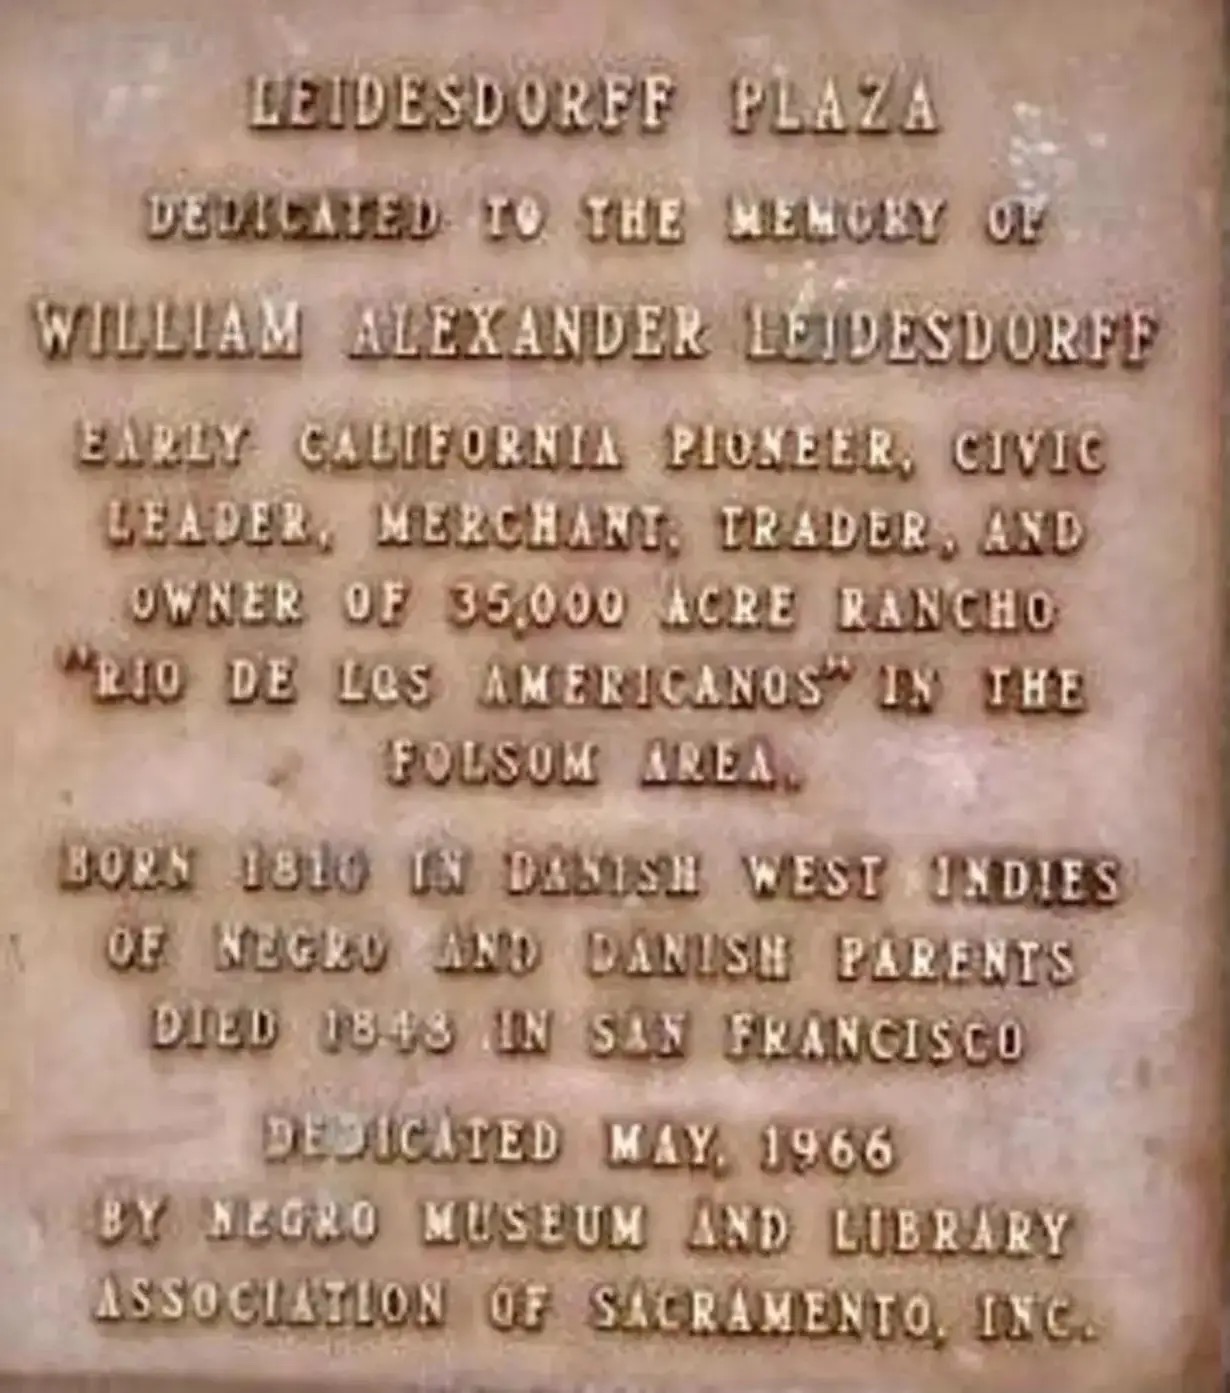 LEIDESDORFF PLAZA
DEDICATED TO THE MEMORY OF
WILLIAM ALEXANDER LEIDESDORFF
EARLY CALIFORNIA PIONEER, CIVIC
LEADER, MERCHANT, TRADER, AND
OWNER OF 35,000 ACRE RANCHO
"RIO DE LOS AMERICANOS" IN THE
FOLSOM AREA.
BORN 1810 IN DANISH WEST INDIES
OF NEGRO AND DANISH PARENTS
DIED 1848 IN SAN FRANCISCO
DEDICATED MAY, 1966
BY NEGRO MUSEUM AND LIBRARY
ASSOCIATION OF SACRAMENTO, INC.